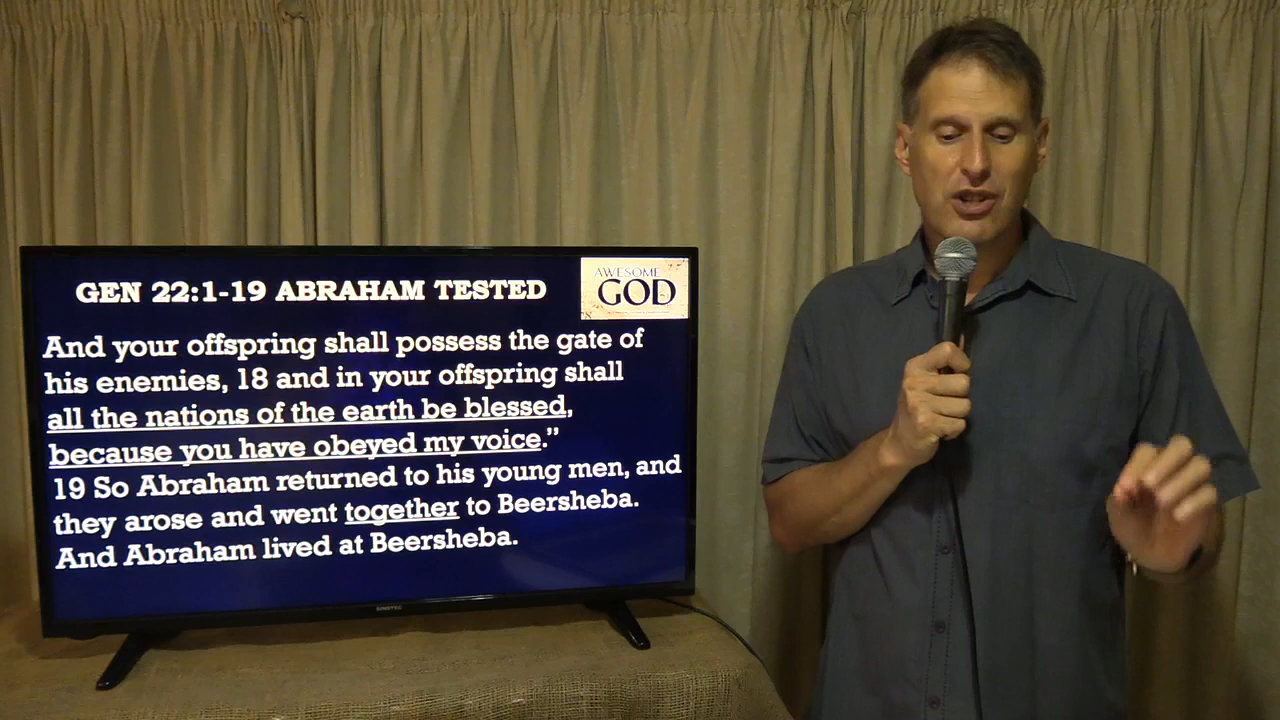 GEN 22:1-19 ABRAHAM TESTED
AWESOME
GOD
And your offspring shall possess the gate of
his enemies, 18 and in your offspring shall
all the nations of the earth be blessed,
because you have obeyed my voice.”
19 So Abraham returned to his young men, and
they arose and went together to Beersheba.
And Abraham lived at Beersheba.